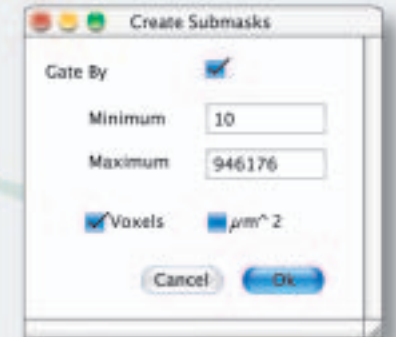 Create Submasks
Gate By
Minimum 10
Maximum 946176
Voxels μm^2
Cancel Ok